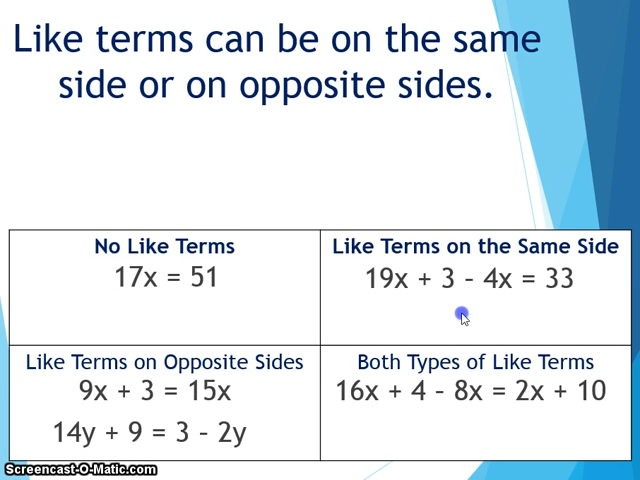 Like terms can be on the same
side or on opposite sides.
No Like Terms
17x = 51
Like Terms on the Same Side
19x + 3 – 4x = 33
Like Terms on Opposite Sides
9x + 3 = 15x
14y + 9 = 3 – 2y
Both Types of Like Terms
16x + 4 – 8x = 2x + 10
Screencast-O-Matic.com